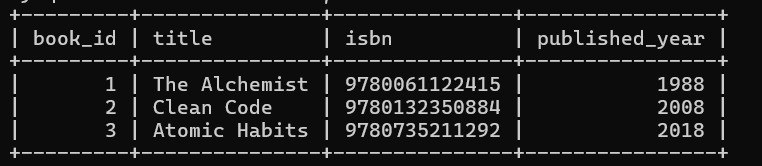 +---------+---------------+---------------+----------------+
| book_id | title         | isbn          | published_year |
+---------+---------------+---------------+----------------+
|       1 | The Alchemist | 9780061122415 |           1988 |
|       2 | Clean Code    | 9780132350884 |           2008 |
|       3 | Atomic Habits | 9780735211292 |           2018 |
+---------+---------------+---------------+----------------+